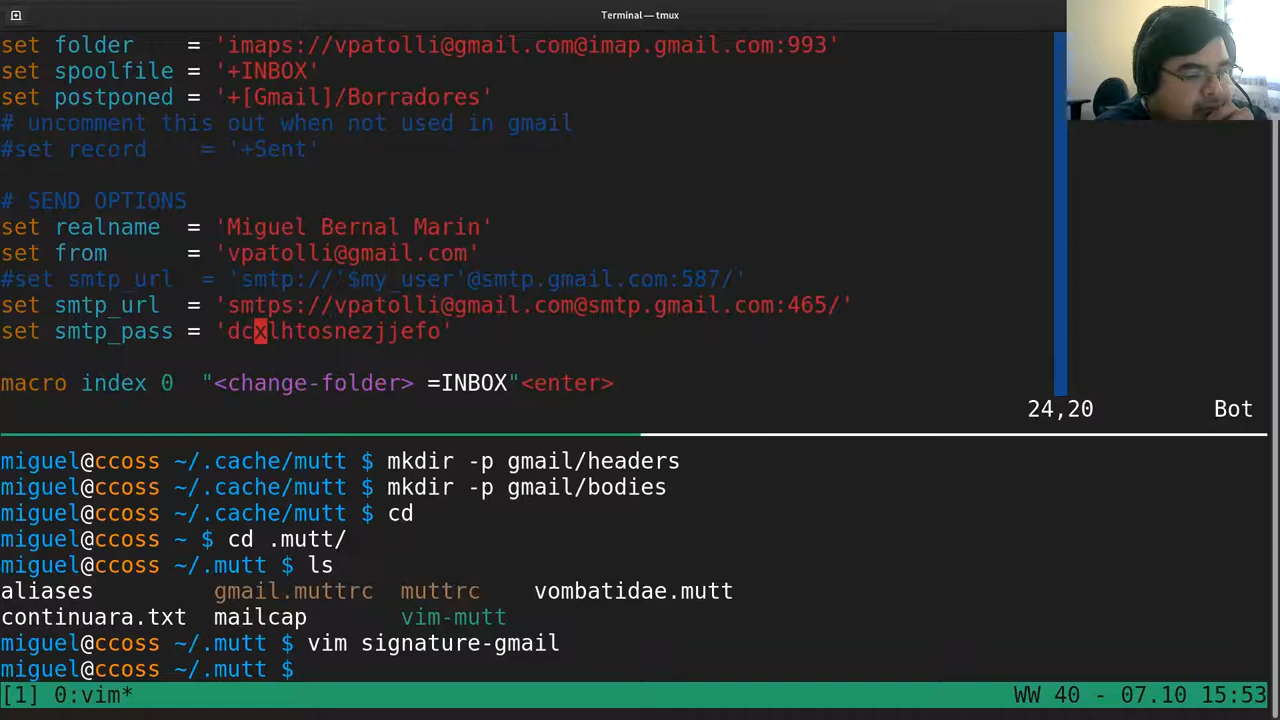 Terminal — tmux
set folder    = 'imaps://vpatolli@gmail.com@imap.gmail.com:993'
set spoolfile = '+INBOX'
set postponed = '+[Gmail]/Borradores'
# uncomment this out when not used in gmail
#set record    = '+Sent'
# SEND OPTIONS
set realname  = 'Miguel Bernal Marin'
set from      = 'vpatolli@gmail.com'
#set smtp_url  = 'smtp://'$my_user'@smtp.gmail.com:587/'
set smtp_url  = 'smtps://vpatolli@gmail.com@smtp.gmail.com:465/'
set smtp_pass = 'dcxlhtosnezjjefo'
macro index 0  "<change-folder> =INBOX"<enter>
24,20         Bot
miguel@ccoss ~/.cache/mutt $ mkdir -p gmail/headers
miguel@ccoss ~/.cache/mutt $ mkdir -p gmail/bodies
miguel@ccoss ~/.cache/mutt $ cd
miguel@ccoss ~ $ cd .mutt/
miguel@ccoss ~/.mutt $ ls
aliases         gmail.muttrc  muttrc    vombatidae.mutt
continuara.txt  mailcap       vim-mutt
miguel@ccoss ~/.mutt $ vim signature-gmail
miguel@ccoss ~/.mutt $
[1] 0:vim*                WW 40 - 07.10 15:53